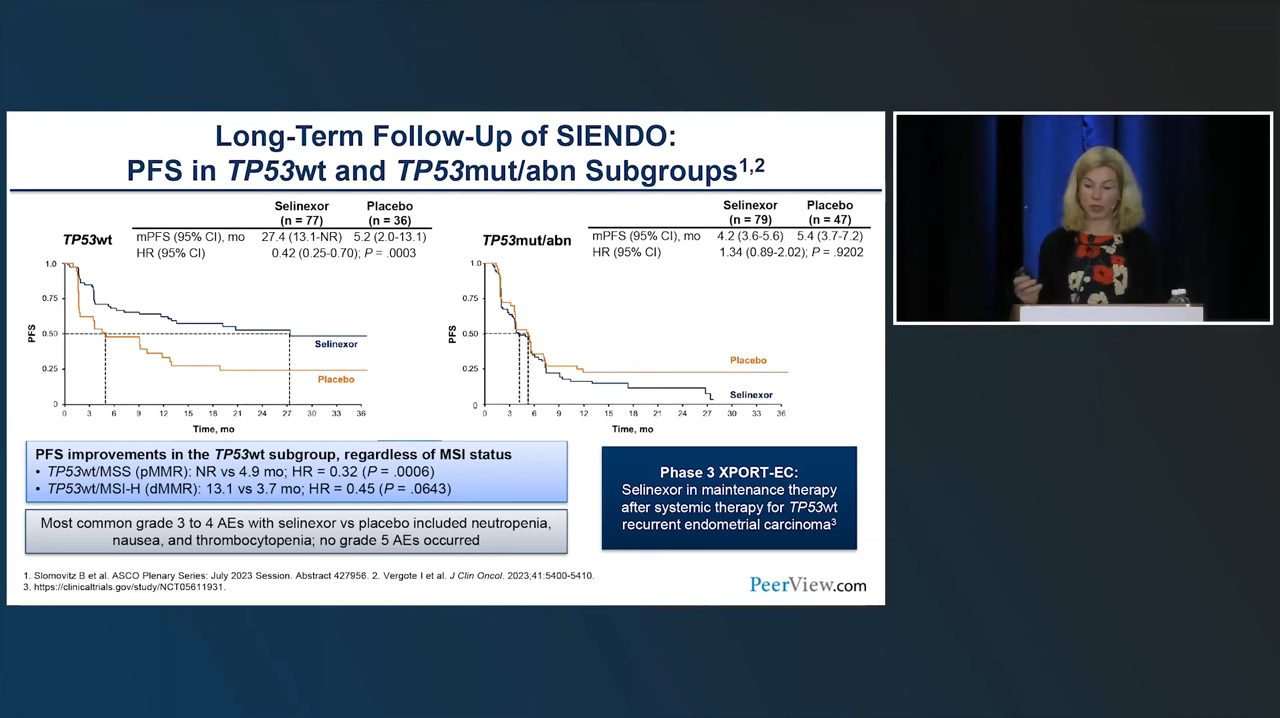 Long-Term Follow-Up of SIENDO:
PFS in TP53wt and TP53mut/abn Subgroups1,2
Selinexor Placebo
(n = 77) (n = 36)
TP53wt
mPFS (95% CI), mo 27.4 (13.1-NR) 5.2 (2.0-13.1)
HR (95% CI) 0.42 (0.25-0.70); P = .0003
1.0
0.75
0.50
0.25
0
PFS
Selinexor
Placebo
0 3 6 9 12 15 18 21 24 27 30 33 36
Time, mo
Selinexor Placebo
(n = 79) (n = 47)
TP53mut/abn
mPFS (95% CI), mo 4.2 (3.6-5.6) 5.4 (3.7-7.2)
HR (95% CI) 1.34 (0.89-2.02); P = .9202
1.0
0.75
0.50
0.25
0
PFS
Placebo
Selinexor
0 3 6 9 12 15 18 21 24 27 30 33 36
Time, mo
PFS improvements in the TP53wt subgroup, regardless of MSI status
• TP53wt/MSS (pMMR): NR vs 4.9 mo; HR = 0.32 (P = .0006)
• TP53wt/MSI-H (dMMR): 13.1 vs 3.7 mo; HR = 0.45 (P = .0643)
Most common grade 3 to 4 AEs with selinexor vs placebo included neutropenia,
nausea, and thrombocytopenia; no grade 5 AEs occurred
Phase 3 XPORT-EC:
Selinexor in maintenance therapy
after systemic therapy for TP53wt
recurrent endometrial carcinoma3
1. Slomovitz B et al. ASCO Plenary Series: July 2023 Session. Abstract 427956. 2. Vergote I et al. J Clin Oncol. 2023;41:5400-5410.
3. https://clinicaltrials.gov/study/NCT05611931.
PeerView.com